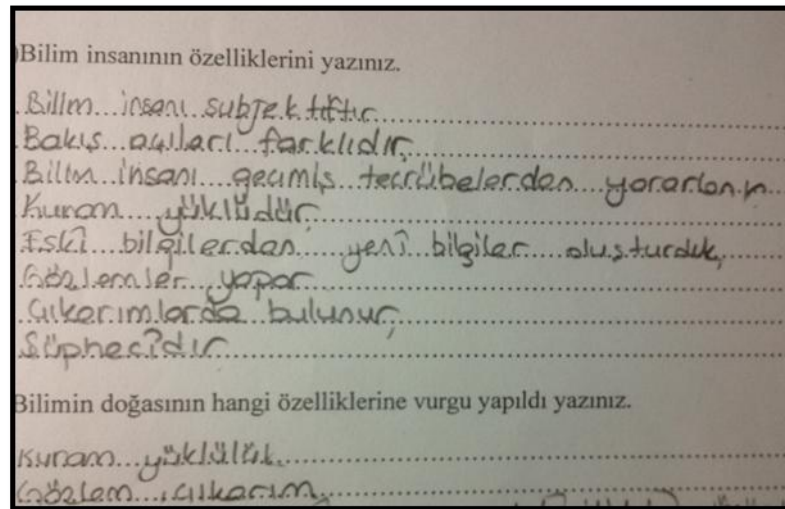 )Bilim insanının özelliklerini yazınız.
Bilim...insanı...subjektiftir
Bakış...açıları...farklıdır,
Bilim...insanı...geçmiş...tecrübelerden...yararlanır
Kuram...yüklüdür,
Eski...bilgilerden...yeni...bilgiler...oluşturduk,
Gözlemler...yapar
Çıkarımlarda...bulunur,
Şüphecidir
Bilimin doğasının hangi özelliklerine vurgu yapıldı yazınız.
Kuram...yüklülük
Gözlem...çıkarım